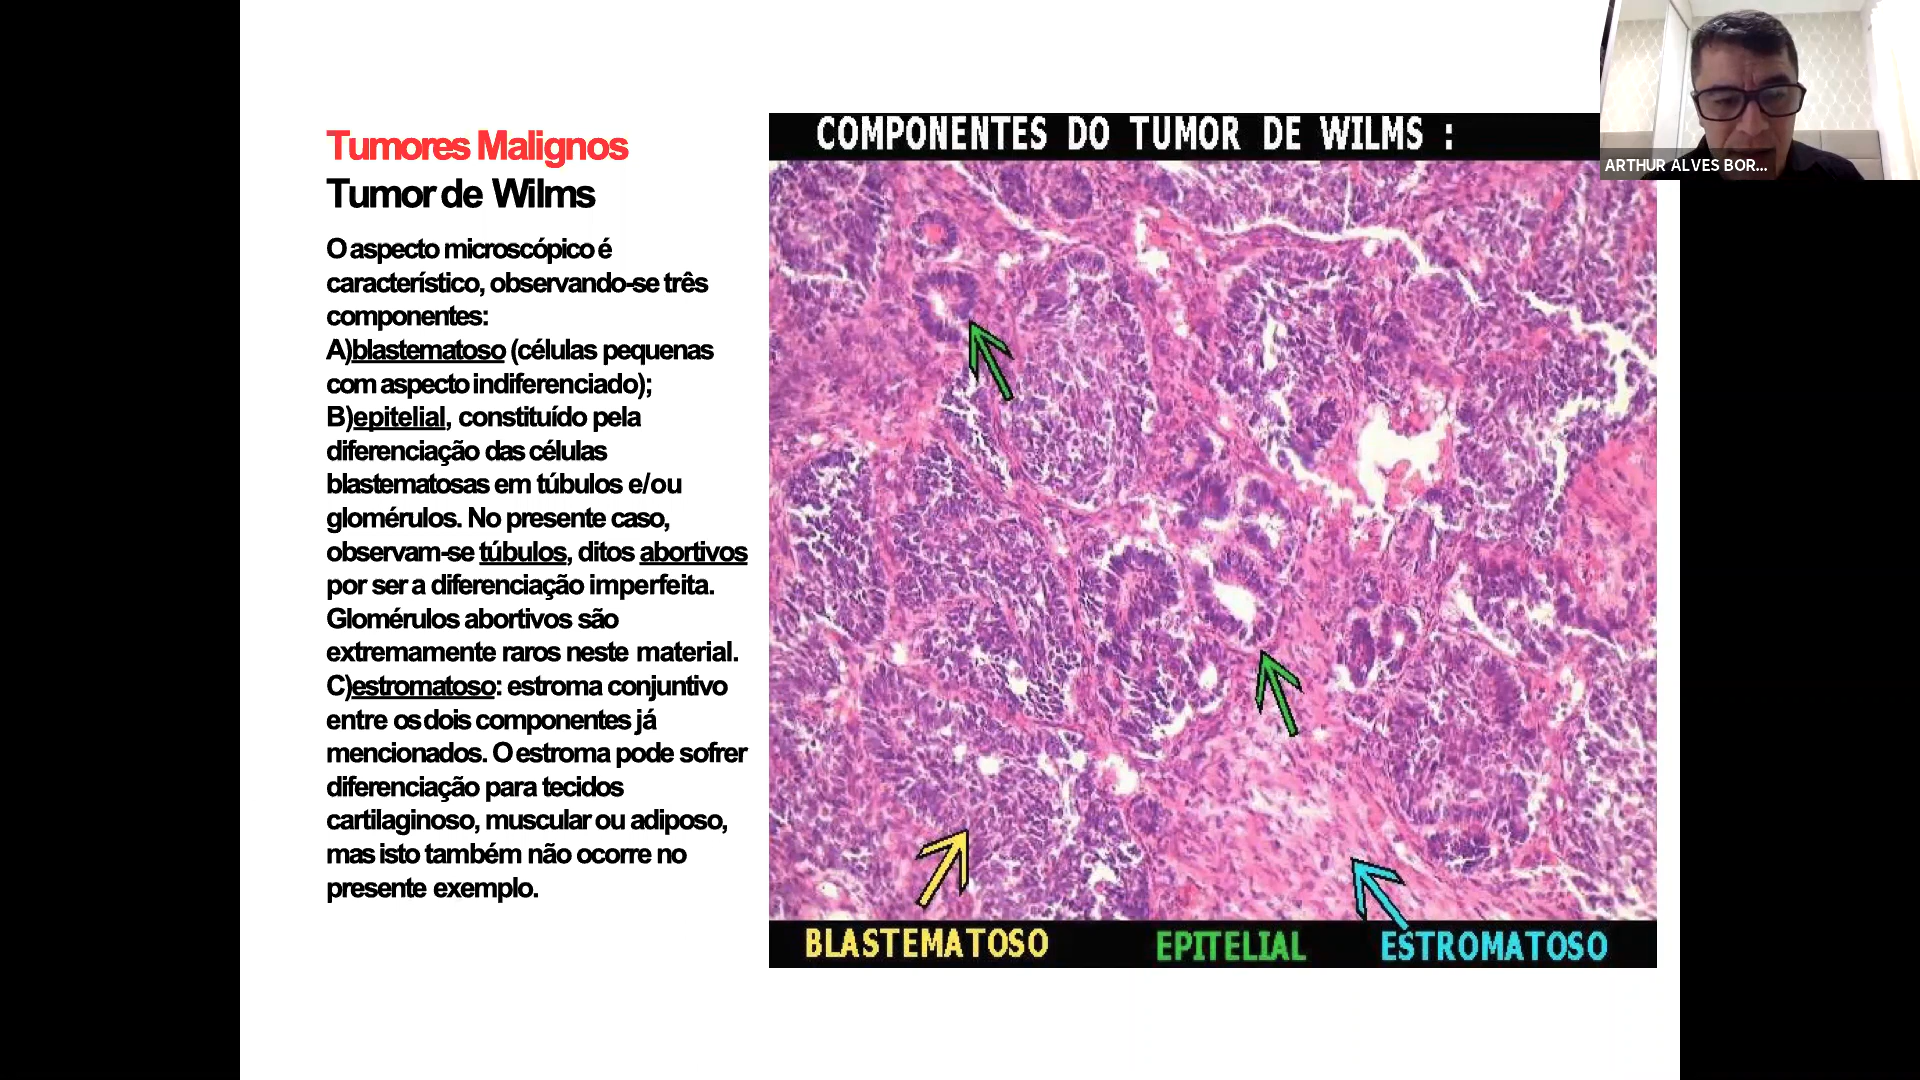 Tumores Malignos
Tumor de Wilms
O aspecto microscópico é
característico, observando-se três
componentes:
A)blastematoso (células pequenas
com aspecto indiferenciado);
B)epitelial, constituído pela
diferenciação das células
blastematosas em túbulos e/ou
glomérulos. No presente caso,
observam-se túbulos, ditos abortivos
por ser a diferenciação imperfeita.
Glomérulos abortivos são
extremamente raros neste material.
C)estromatoso: estroma conjuntivo
entre os dois componentes já
mencionados. O estroma pode sofrer
diferenciação para tecidos
cartilaginoso, muscular ou adiposo,
mas isto também não ocorre no
presente exemplo.
COMPONENTES DO TUMOR DE WILMS :
BLASTEMATOSO EPITELIAL ESTROMATOSO
ARTHUR ALVES BOR...